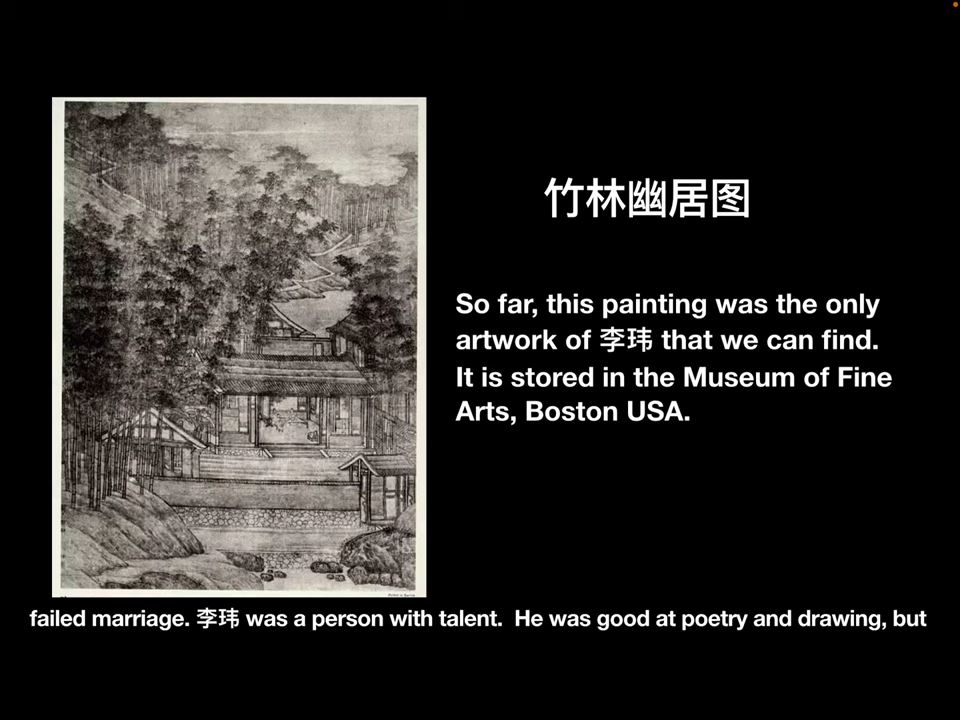 竹林幽居图
So far, this painting was the only
artwork of 李玮 that we can find.
It is stored in the Museum of Fine
Arts, Boston USA.
failed marriage. 李玮 was a person with talent.  He was good at poetry and drawing, but